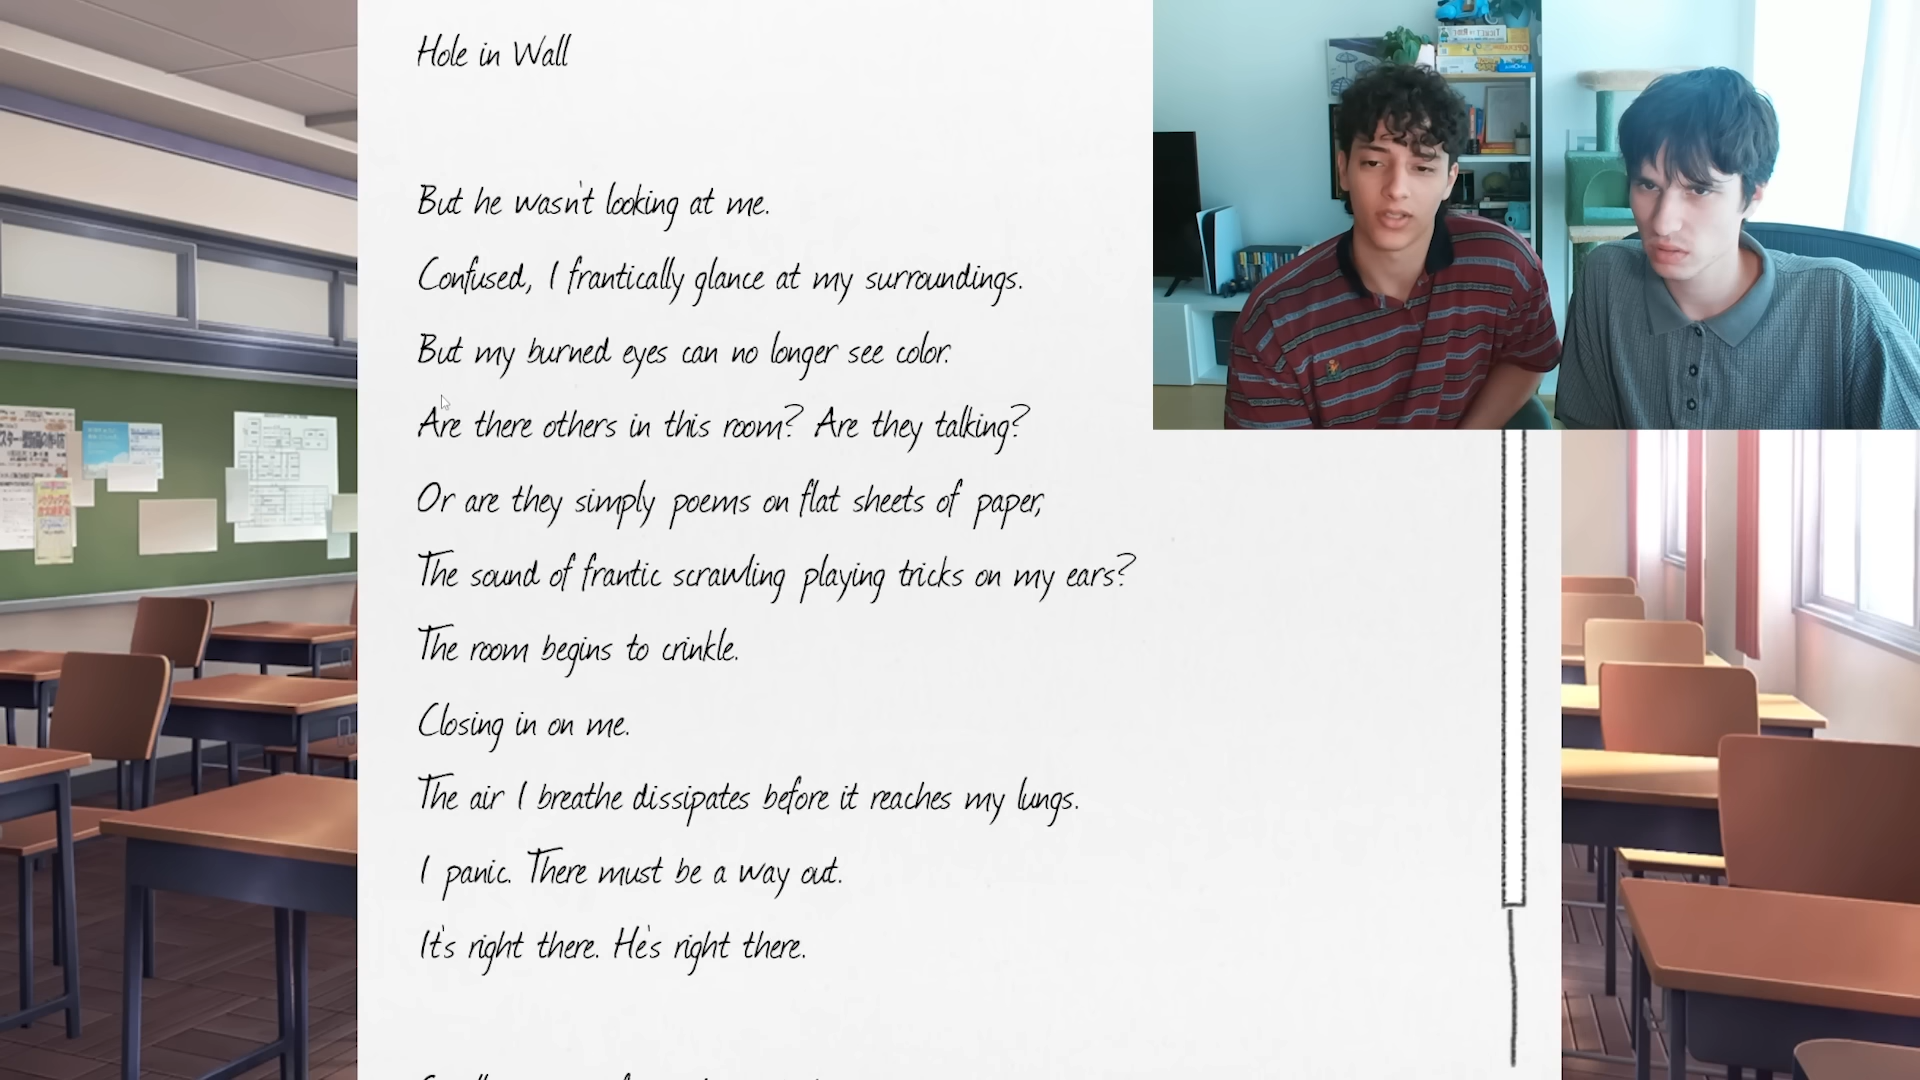 Hole in Wall
But he wasn't looking at me.
Confused, I frantically glance at my surroundings.
But my burned eyes can no longer see color.
Are there others in this room? Are they talking?
Or are they simply poems on flat sheets of paper,
The sound of frantic scrawling playing tricks on my ears?
The room begins to crinkle.
Closing in on me.
The air I breathe dissipates before it reaches my lungs.
I panic. There must be a way out.
It's right there. He's right there.